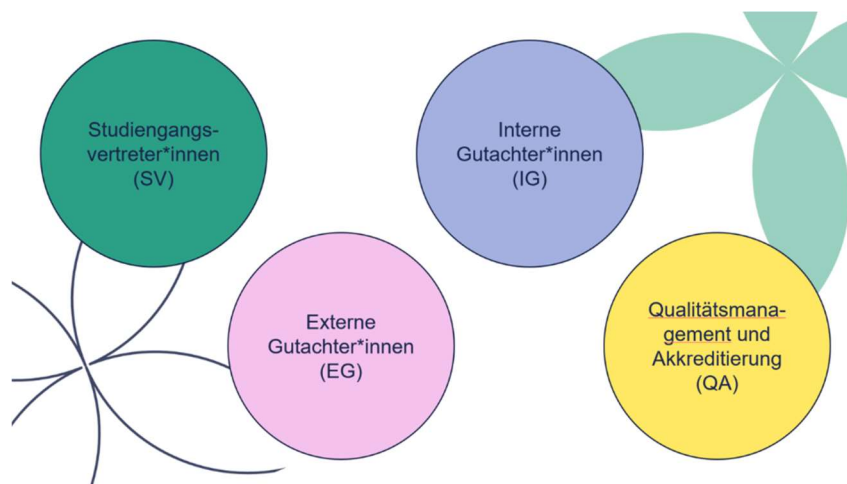 Studiengangs-
vertreter*innen
(SV)
Interne
Gutachter*innen
(IG)
Externe
Gutachter*innen
(EG)
Qualitätsmana-
gement und
Akkreditierung
(QA)